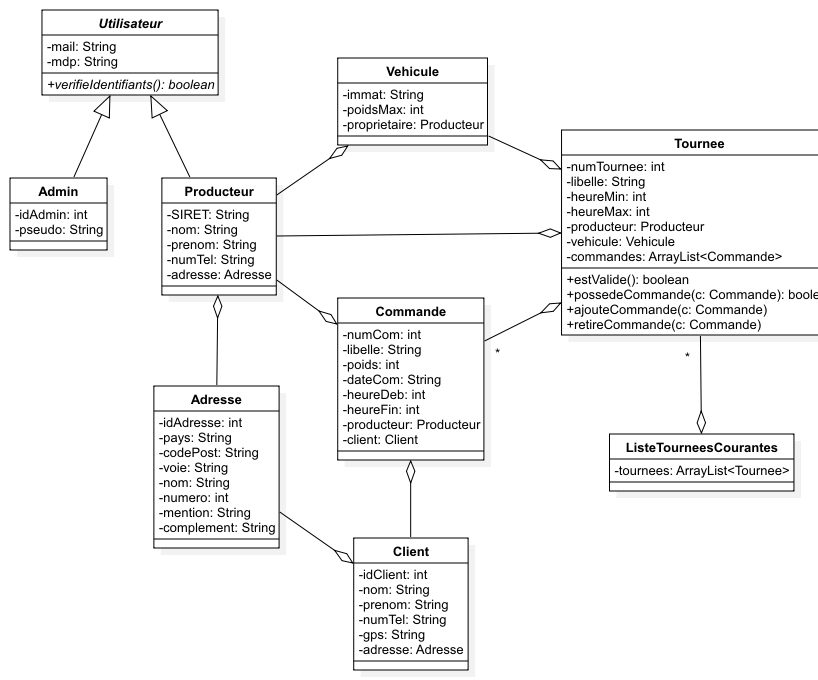 Utilisateur
-mail: String
-mdp: String
+verifieIdentifiants(): boolean
Vehicule
-immat: String
-poidsMax: int
-proprietaire: Producteur
Tournee
-numTournee: int
-libelle: String
-heureMin: int
-heureMax: int
-producteur: Producteur
-vehicule: Vehicule
-commandes: ArrayList<Commande>
+estValide(): boolean
+possedeCommande(c: Commande): boole
+ajouteCommande(c: Commande)
+retireCommande(c: Commande)
Admin
-idAdmin: int
-pseudo: String
Producteur
-SIRET: String
-nom: String
-prenom: String
-numTel: String
-adresse: Adresse
Commande
-numCom: int
-libelle: String
-poids: int
-dateCom: String
-heureDeb: int
-heureFin: int
-producteur: Producteur
-client: Client
*
*
Adresse
-idAdresse: int
-pays: String
-codePost: String
-voie: String
-nom: String
-numero: int
-mention: String
-complement: String
ListeTourneesCourantes
-tournees: ArrayList<Tournee>
Client
-idClient: int
-nom: String
-prenom: String
-numTel: String
-gps: String
-adresse: Adresse